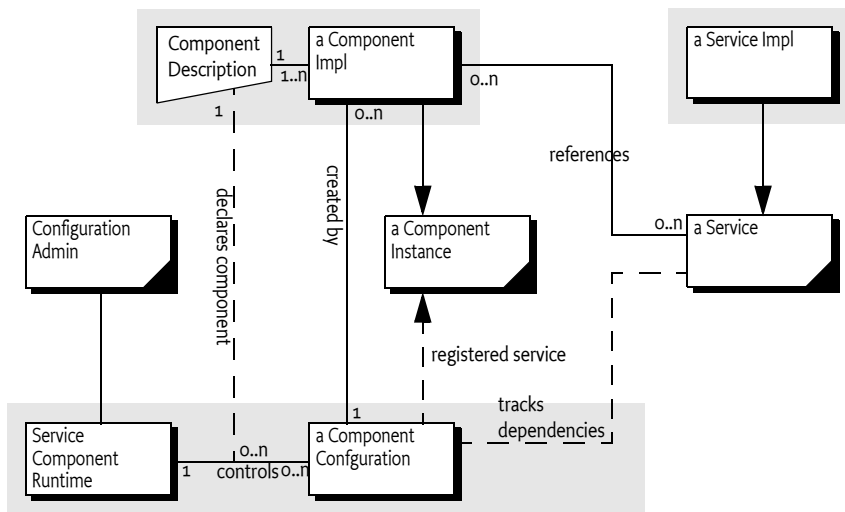 Component
Description
1
1..n
a Component
Impl
o..n
a Service Impl
1
o..n
references
created by
declares component
Configuration
Admin
a Component
Instance
o..n
a Service
registered service
tracks
dependencies
1
Service
Component
Runtime
1
o..n
controls
o..n
a Component
Confguration